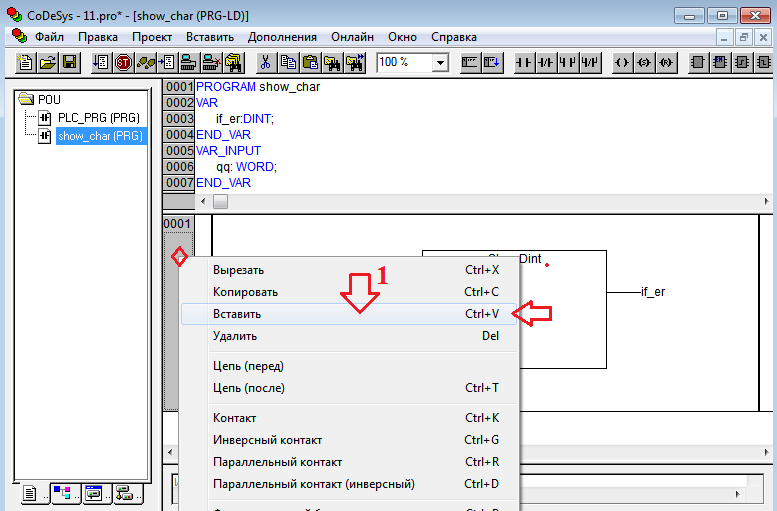 CoDeSys - 11.pro* - [show_char (PRG-LD)]
Файл Правка Проект Вставить Дополнения Онлайн Окно Справка
100 %
POU
PLC_PRG (PRG)
show_char (PRG)
0001 PROGRAM show_char
0002 VAR
0003 if_er:DINT;
0004 END_VAR
0005 VAR_INPUT
0006 qq: WORD;
0007 END_VAR
0001
Dint
if_er
1
Вырезать Ctrl+X
Копировать Ctrl+C
Вставить Ctrl+V
Удалить Del
Цепь (перед)
Цепь (после) Ctrl+T
Контакт Ctrl+K
Инверсный контакт Ctrl+G
Параллельный контакт Ctrl+R
Параллельный контакт (инверсный) Ctrl+D